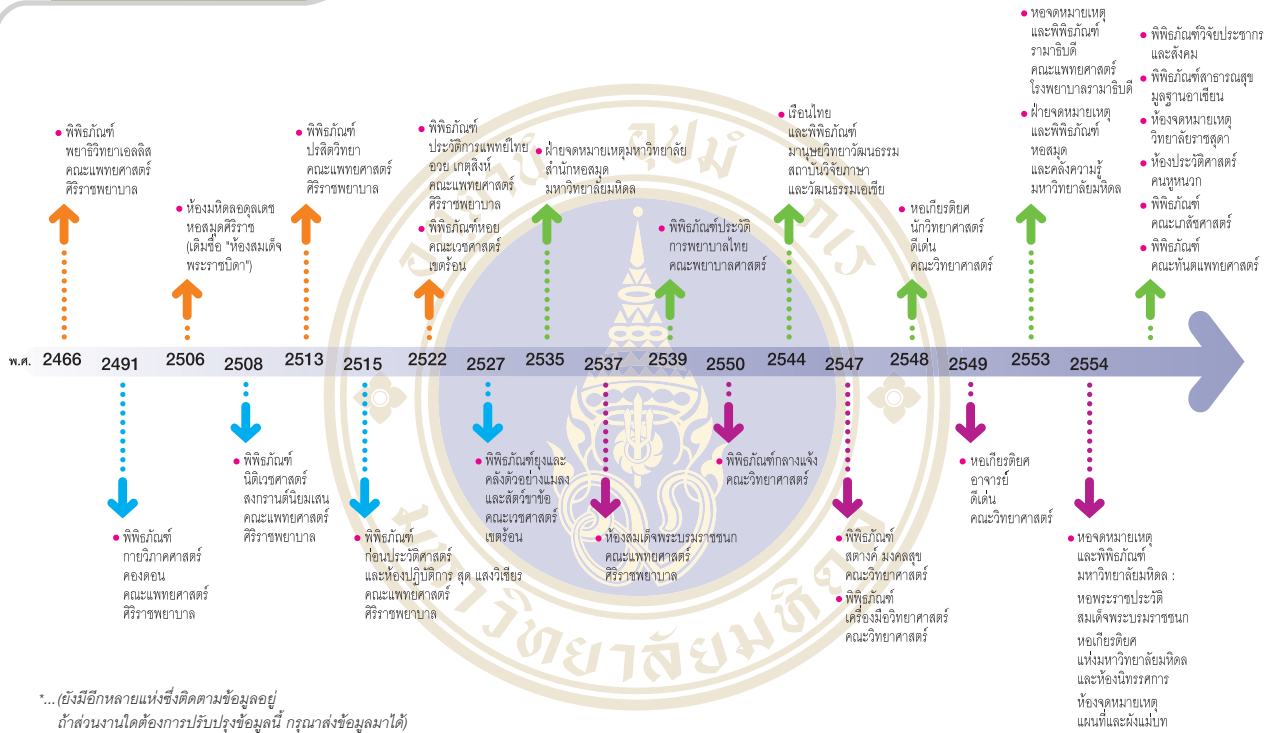 พ.ศ.
2466
พิพิธภัณฑ์
พยาธิวิทยาเอลลิส
คณะแพทยศาสตร์
ศิริราชพยาบาล
2491
พิพิธภัณฑ์
กายวิภาคศาสตร์
คองดอน
คณะแพทยศาสตร์
ศิริราชพยาบาล
2506
ห้องมหิดลอดุลเดช
หอสมุดศิริราช
(เดิมชื่อ "ห้องสมเด็จ
พระราชบิดา")
2508
พิพิธภัณฑ์
นิติเวชศาสตร์
สงกรานต์นิยมเสน
คณะแพทยศาสตร์
ศิริราชพยาบาล
2513
พิพิธภัณฑ์
ปรสิตวิทยา
คณะแพทยศาสตร์
ศิริราชพยาบาล
2515
พิพิธภัณฑ์
ก่อนประวัติศาสตร์
และห้องปฏิบัติการ สุด แสงวิเชียร
คณะแพทยศาสตร์
ศิริราชพยาบาล
2522
พิพิธภัณฑ์
ประวัติการแพทย์ไทย
อวย เกตุสิงห์
คณะแพทยศาสตร์
ศิริราชพยาบาล
พิพิธภัณฑ์หอย
คณะเวชศาสตร์
เขตร้อน
2527
พิพิธภัณฑ์ยุงและ
คลังตัวอย่างแมลง
และสัตว์ขาข้อ
คณะเวชศาสตร์
เขตร้อน
2535
ฝ่ายจดหมายเหตุมหาวิทยาลัย
สำนักหอสมุด
มหาวิทยาลัยมหิดล
2537
ห้องสมเด็จพระบรมราชชนก
คณะแพทยศาสตร์
ศิริราชพยาบาล
2539
พิพิธภัณฑ์ประวัติ
การพยาบาลไทย
คณะพยาบาลศาสตร์
2550
พิพิธภัณฑ์กลางแจ้ง
คณะวิทยาศาสตร์
2544
เรือนไทย
และพิพิธภัณฑ์
มานุษยวิทยาวัฒนธรรม
สถาบันวิจัยภาษา
และวัฒนธรรมเอเชีย
2547
พิพิธภัณฑ์
สตางค์ มงคลสุข
คณะวิทยาศาสตร์
พิพิธภัณฑ์
เครื่องมือวิทยาศาสตร์
คณะวิทยาศาสตร์
2548
หอเกียรติยศ
นักวิทยาศาสตร์
ดีเด่น
คณะวิทยาศาสตร์
2549
หอเกียรติยศ
อาจารย์
ดีเด่น
คณะวิทยาศาสตร์
2553
หอจดหมายเหตุ
และพิพิธภัณฑ์
รามาธิบดี
คณะแพทยศาสตร์
โรงพยาบาลรามาธิบดี
ฝ่ายจดหมายเหตุ
และพิพิธภัณฑ์
หอสมุด
และคลังความรู้
มหาวิทยาลัยมหิดล
2554
หอจดหมายเหตุ
และพิพิธภัณฑ์
มหาวิทยาลัยมหิดล :
หอพระราชประวัติ
สมเด็จพระบรมราชชนก
หอเกียรติยศ
แห่งมหาวิทยาลัยมหิดล
และห้องนิทรรศการ
ห้องจดหมายเหตุ
แผนที่และผังแม่บท
พิพิธภัณฑ์วิจัยประชากร
และสังคม
พิพิธภัณฑ์สาธารณสุข
มูลฐานอาเซียน
ห้องจดหมายเหตุ
วิทยาลัยราชสุดา
ห้องประวัติศาสตร์
คนหูหนวก
พิพิธภัณฑ์
คณะเภสัชศาสตร์
พิพิธภัณฑ์
คณะทันตแพทยศาสตร์
*...(ยังมีอีกหลายแห่งซึ่งติดตามข้อมูลอยู่
ถ้าส่วนงานใดต้องการปรับปรุงข้อมูลนี้ กรุณาส่งข้อมูลมาได้)
มหาวิทยาลัยมหิดล